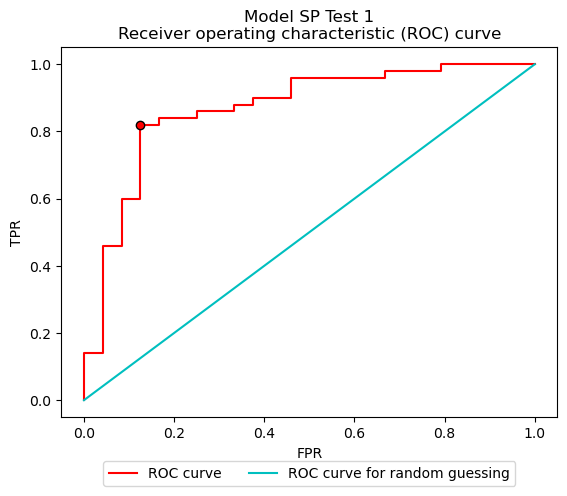 Model SP Test 1
Receiver operating characteristic (ROC) curve
1.0
0.8
0.6
0.4
0.2
0.0
TPR
0.0 0.2 0.4 0.6 0.8 1.0
FPR
ROC curve ROC curve for random guessing